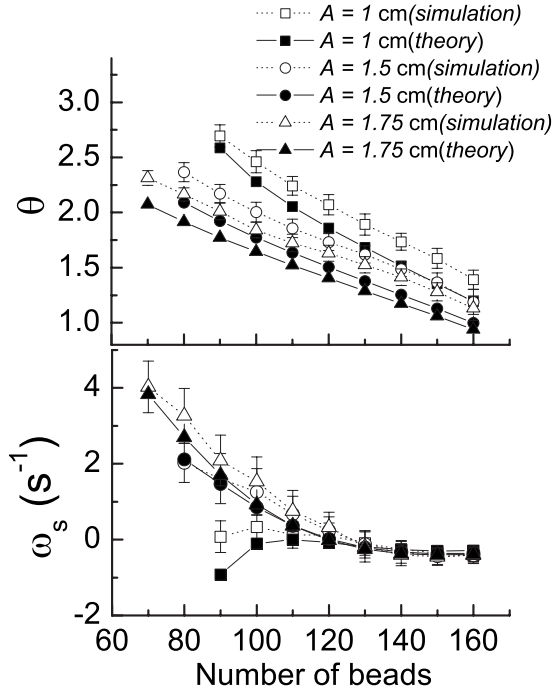 A = 1 cm(simulation)
A = 1 cm(theory)
A = 1.5 cm(simulation)
A = 1.5 cm(theory)
A = 1.75 cm(simulation)
A = 1.75 cm(theory)
3.0
2.5
2.0
1.5
1.0
θ
4
2
0
-2
ωs (s-1)
60 80 100 120 140 160
Number of beads